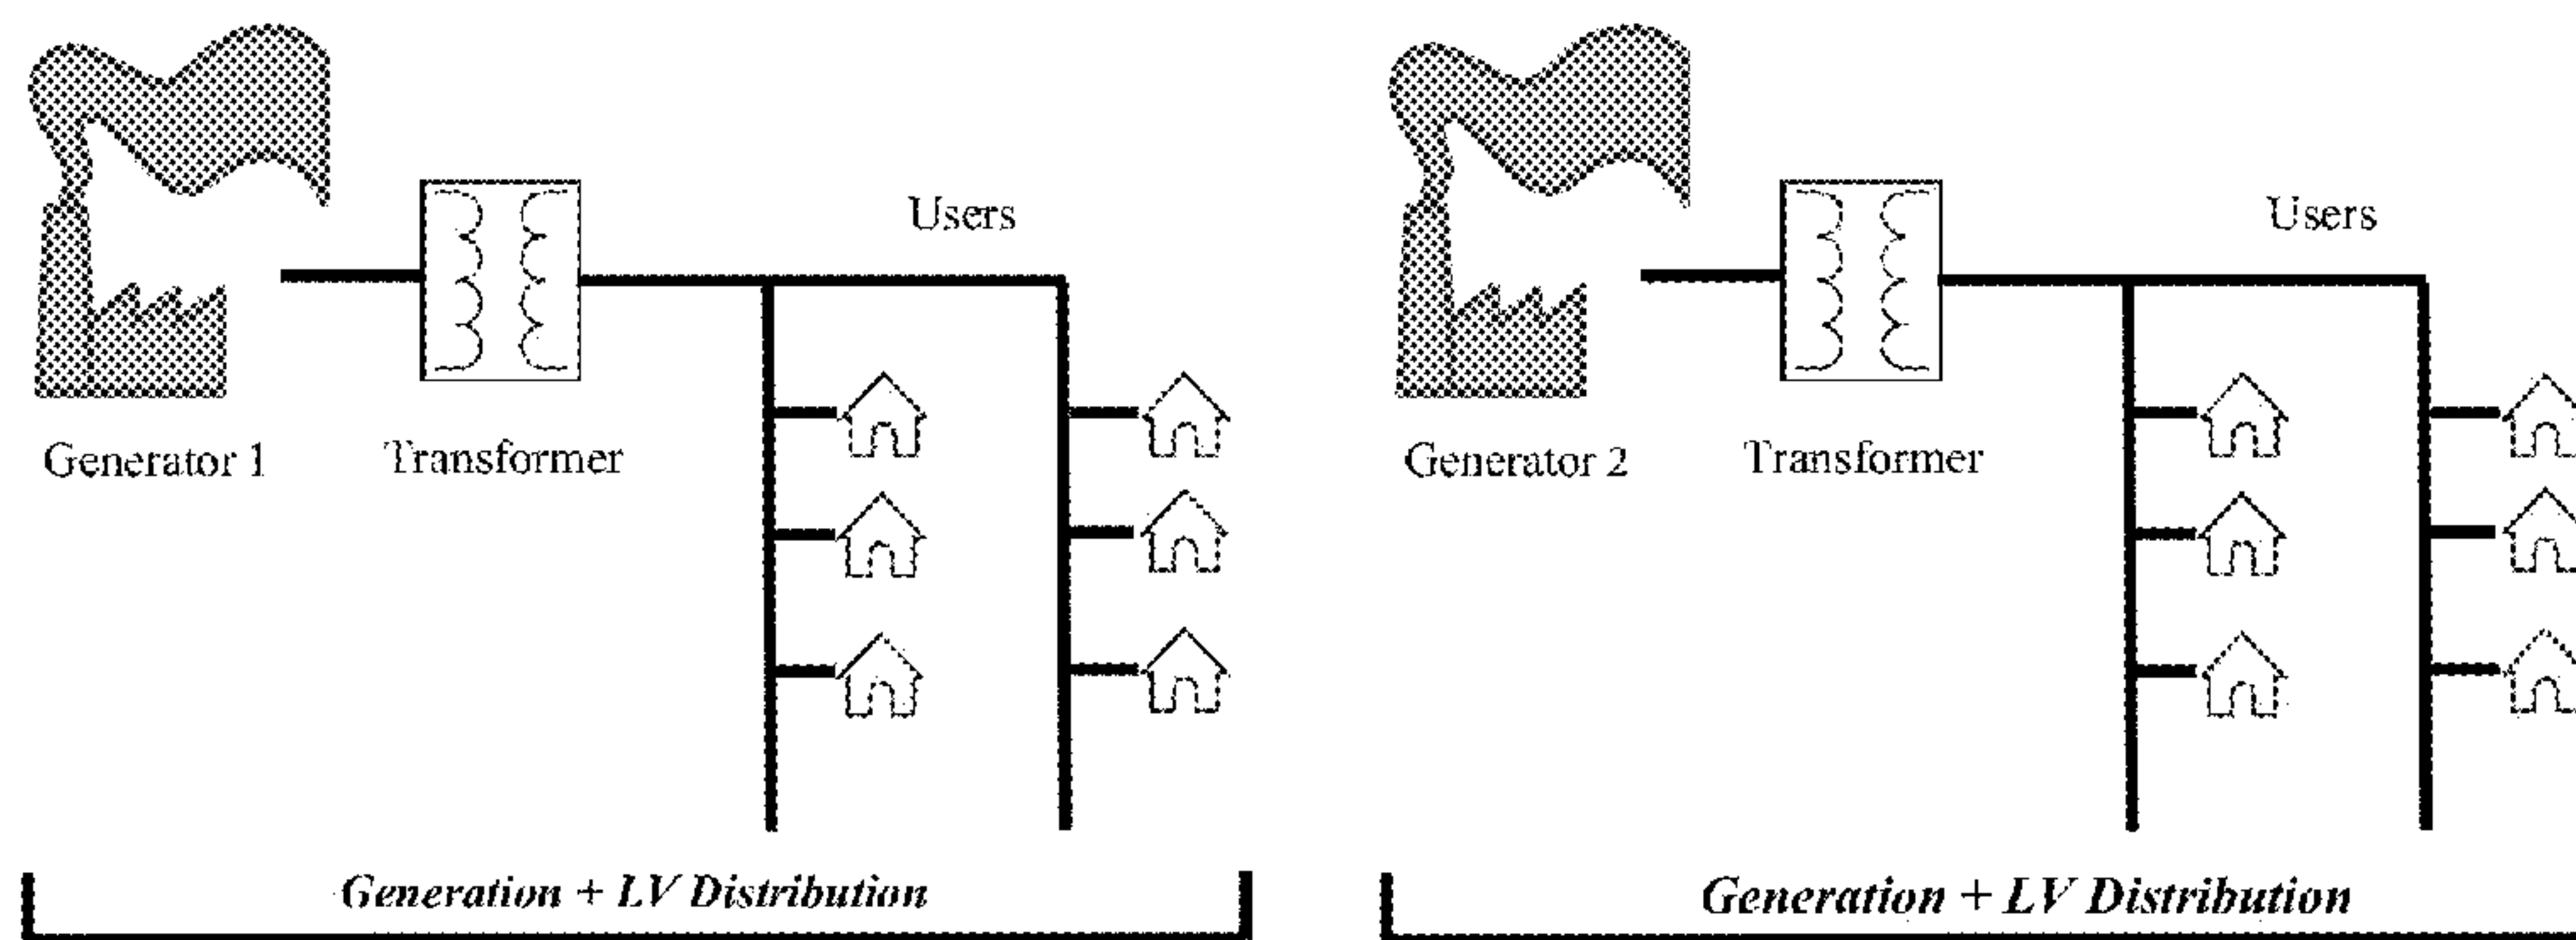 Users
Generator 1
Transformer
Generation + LV Distribution
Users
Generator 2
Transformer
Generation + LV Distribution